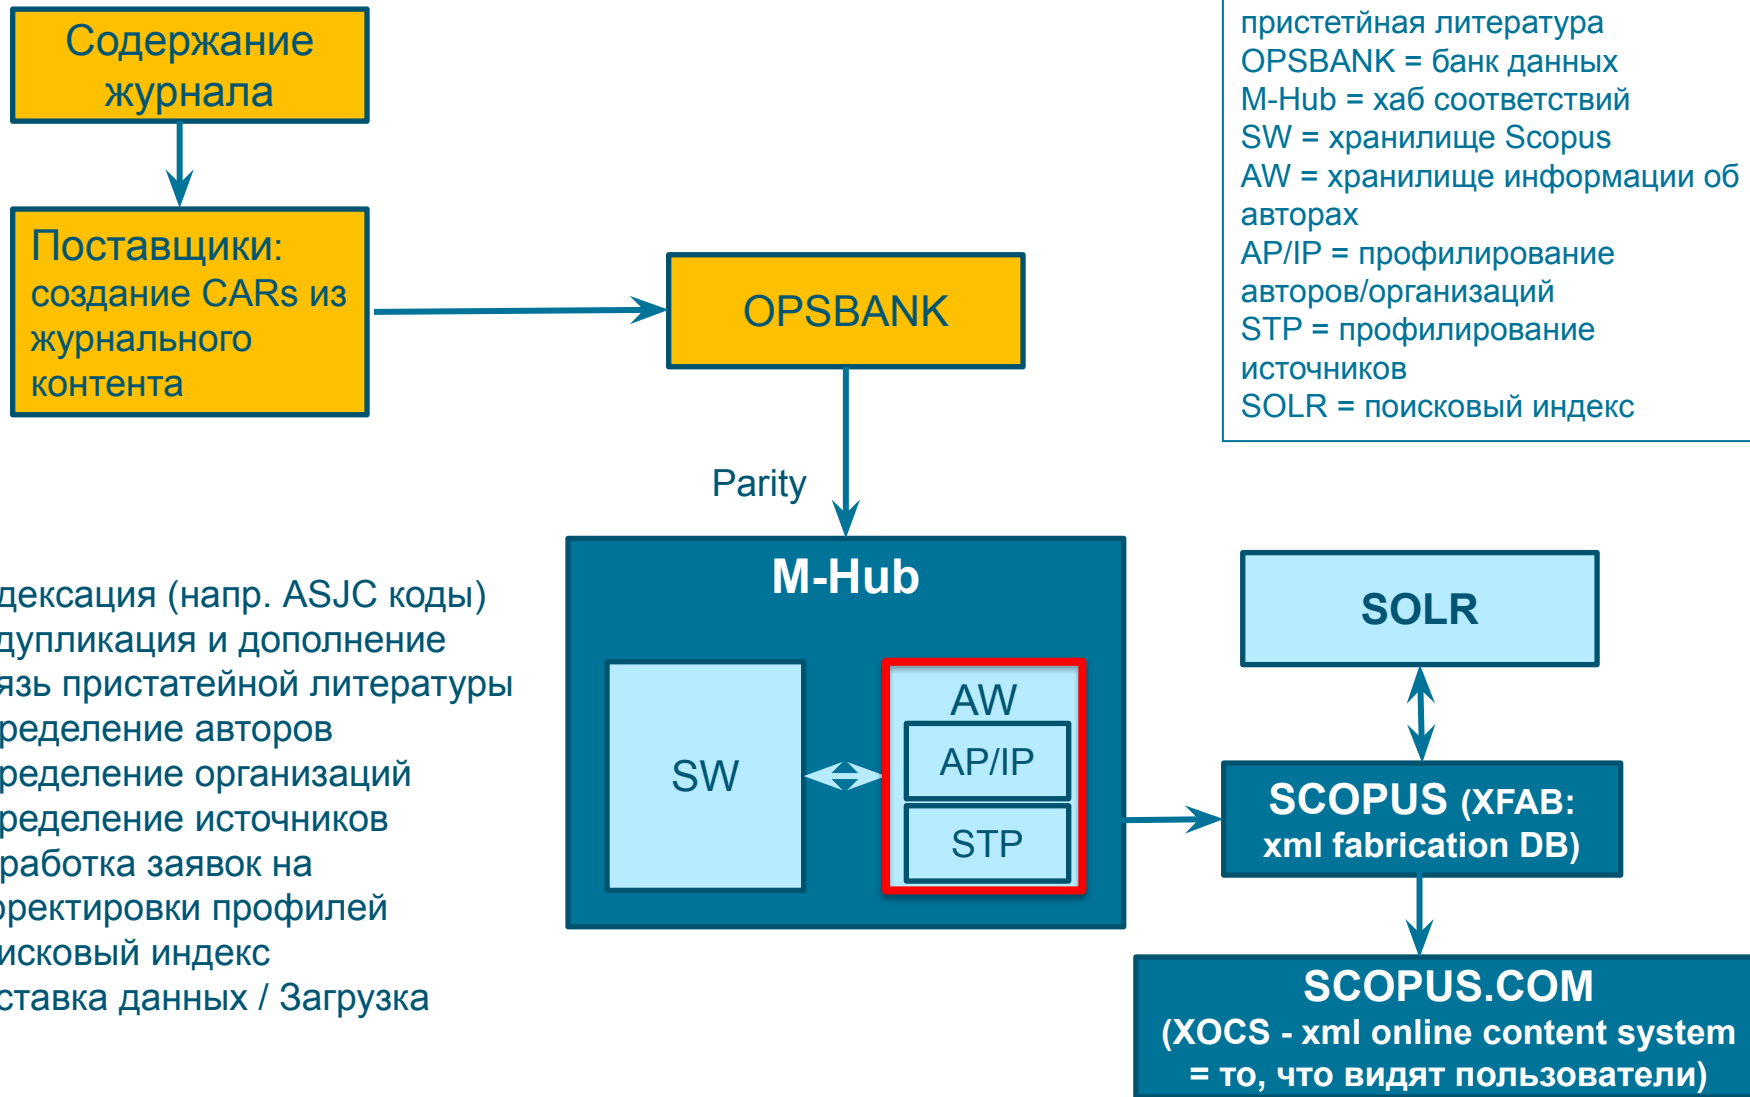 Содержание
журнала
Поставщики:
создание CARs из
журнального
контента
OPSBANK
пристетйная литература
OPSBANK = банк данных
M-Hub = хаб соответствий
SW = хранилище Scopus
AW = хранилище информации об
авторах
AP/IP = профилирование
авторов/организаций
STP = профилирование
источников
SOLR = поисковый индекс
Parity
дексация (напр. ASJC коды)
дупликация и дополнение
язь пристатейной литературы
ределение авторов
ределение организаций
ределение источников
работка заявок на
рректировки профилей
исковый индекс
ставка данных / Загрузка
M-Hub
SW
AW
AP/IP
STP
SOLR
SCOPUS (XFAB:
xml fabrication DB)
SCOPUS.COM
(XOCS - xml online content system
= то, что видят пользователи)